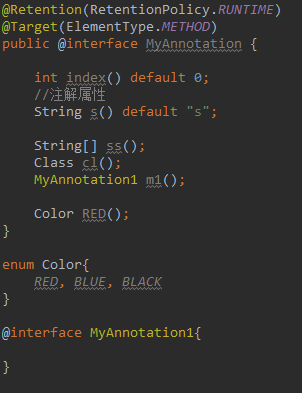 @Retention(RetentionPolicy.RUNTIME)
@Target(ElementType.METHOD)
public @interface MyAnnotation {
int index() default 0;
//注解属性
String s() default "s";
String[] ss();
Class cl();
MyAnnotation1 m1();
Color RED();
}
enum Color{
RED, BLUE, BLACK
}
@interface MyAnnotation1{
}